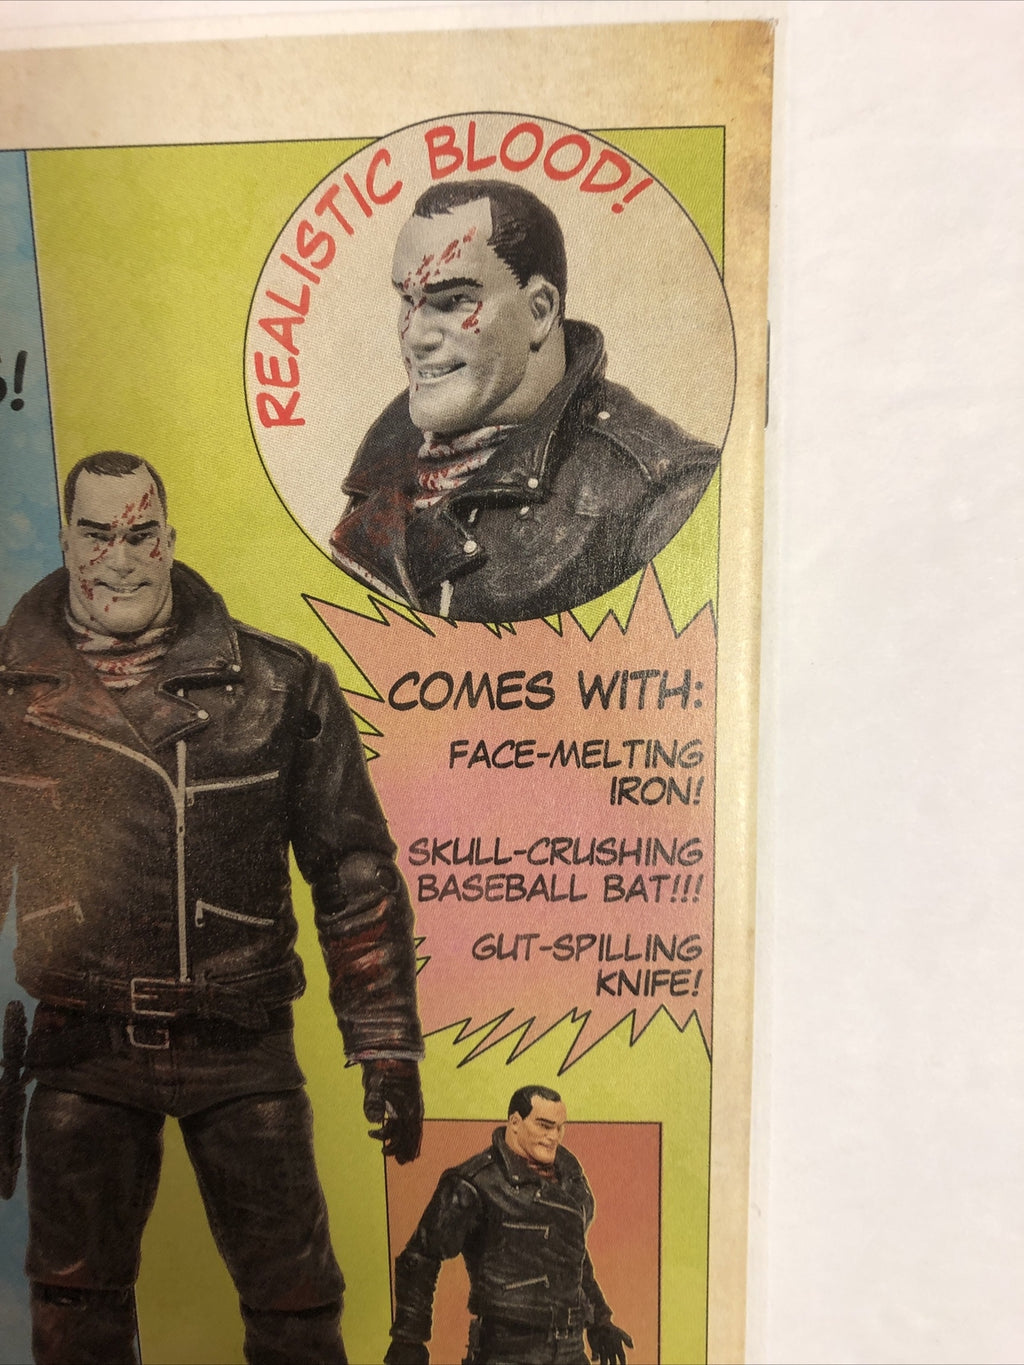 REALISTIC BLOOD!
S!
COMES WITH:
FACE-MELTING
IRON!
SKULL-CRUSHING
BASEBALL BAT!!!
GUT-SPILLING
KNIFE!